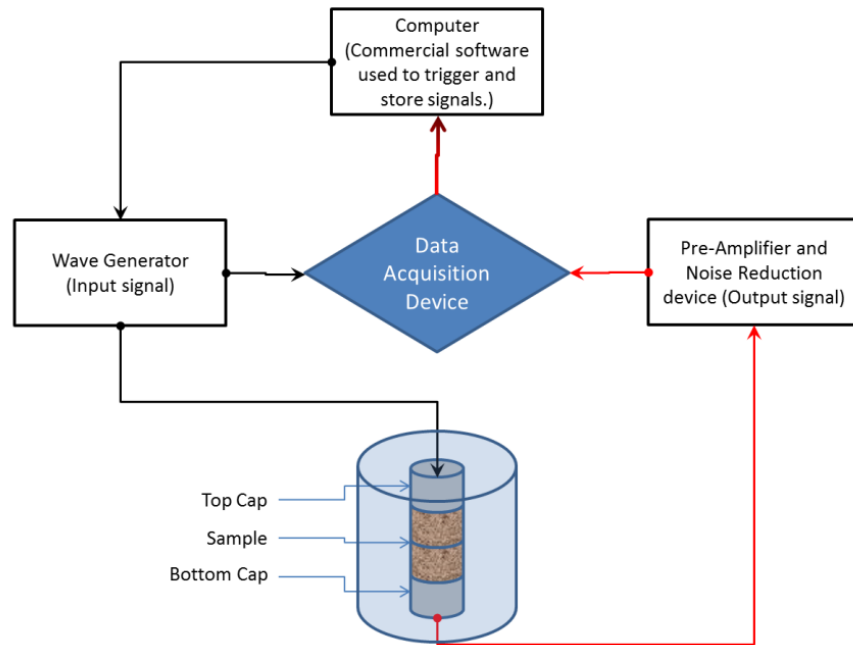 Computer
(Commercial software
used to trigger and
store signals.)
Wave Generator
(Input signal)
Data
Acquisition
Device
Pre-Amplifier and
Noise Reduction
device (Output signal)
Top Cap
Sample
Bottom Cap